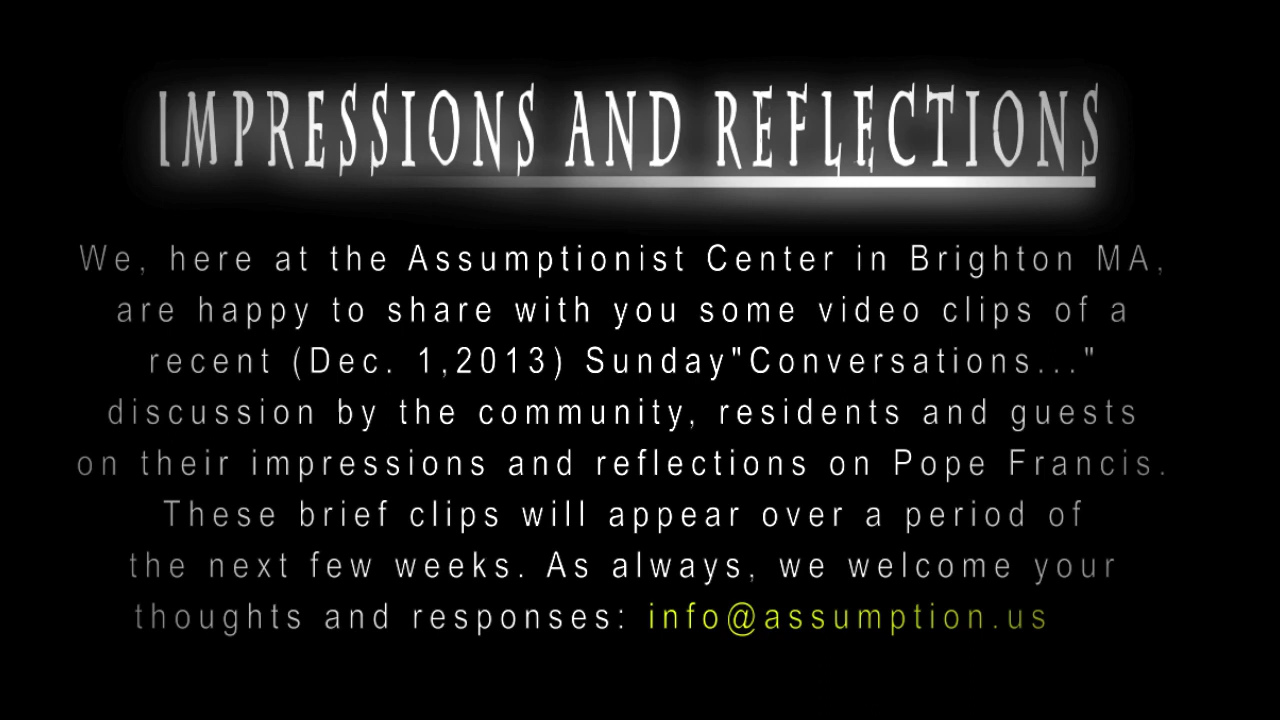 IMPRESSIONS AND REFLECTIONS
We, here at the Assumptionist Center in Brighton MA,
are happy to share with you some video clips of a
recent (Dec. 1,2013) Sunday"Conversations..."
discussion by the community, residents and guests
on their impressions and reflections on Pope Francis.
These brief clips will appear over a period of
the next few weeks. As always, we welcome your
thoughts and responses: info@assumption.us